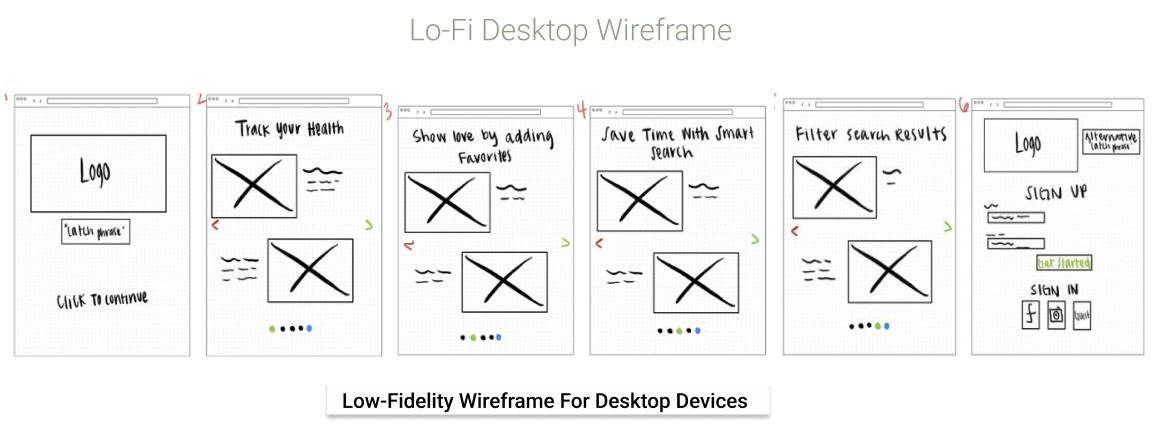 Lo-Fi Desktop Wireframe
1
Logo
"Catch phrase"
Click to continue
2
Track your Health
3
Show love by adding
Favorites
4
Save Time With Smart
Search
Filter Search Results
6
Logo
Alternative
"Catch phrase"
SIGN UP
Get Started
SIGN IN
f
Low-Fidelity Wireframe For Desktop Devices